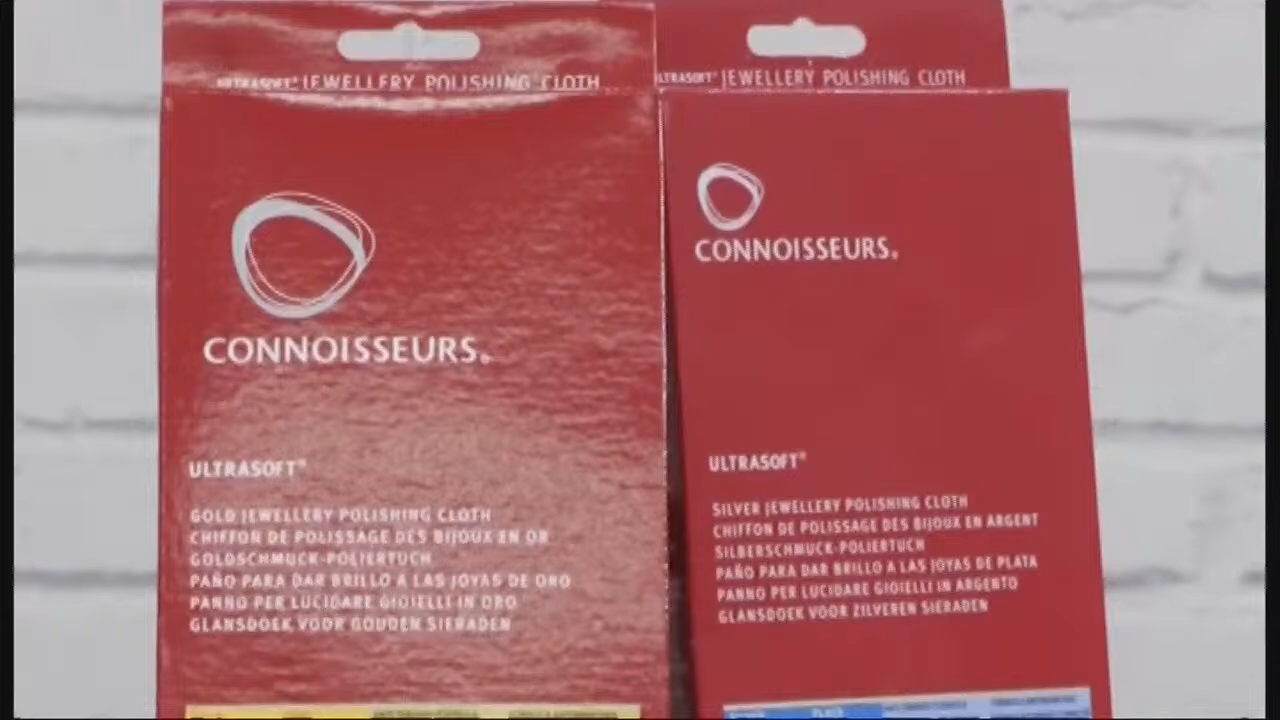 ULTRASOFT® JEWELLERY POLISHING CLOTH
CONNOISSEURS®
ULTRASOFT®
GOLD JEWELLERY POLISHING CLOTH
CHIFFON DE POLISSAGE DES BIJOUX EN OR
GOLDSCHMUCK-POLIERTUCH
PAÑO PARA DAR BRILLO A LAS JOYAS DE ORO
PANNO PER LUCIDARE GIOIELLI IN ORO
GLANSDOEK VOOR GOUDEN SIERADEN
ULTRASOFT® JEWELLERY POLISHING CLOTH
CONNOISSEURS®
ULTRASOFT®
SILVER JEWELLERY POLISHING CLOTH
CHIFFON DE POLISSAGE DES BIJOUX EN ARGENT
SILBERSCHMUCK-POLIERTUCH
PAÑO PARA DAR BRILLO A LAS JOYAS DE PLATA
PANNO PER LUCIDARE GIOIELLI IN ARGENTO
GLANSDOEK VOOR ZILVEREN SIERADEN